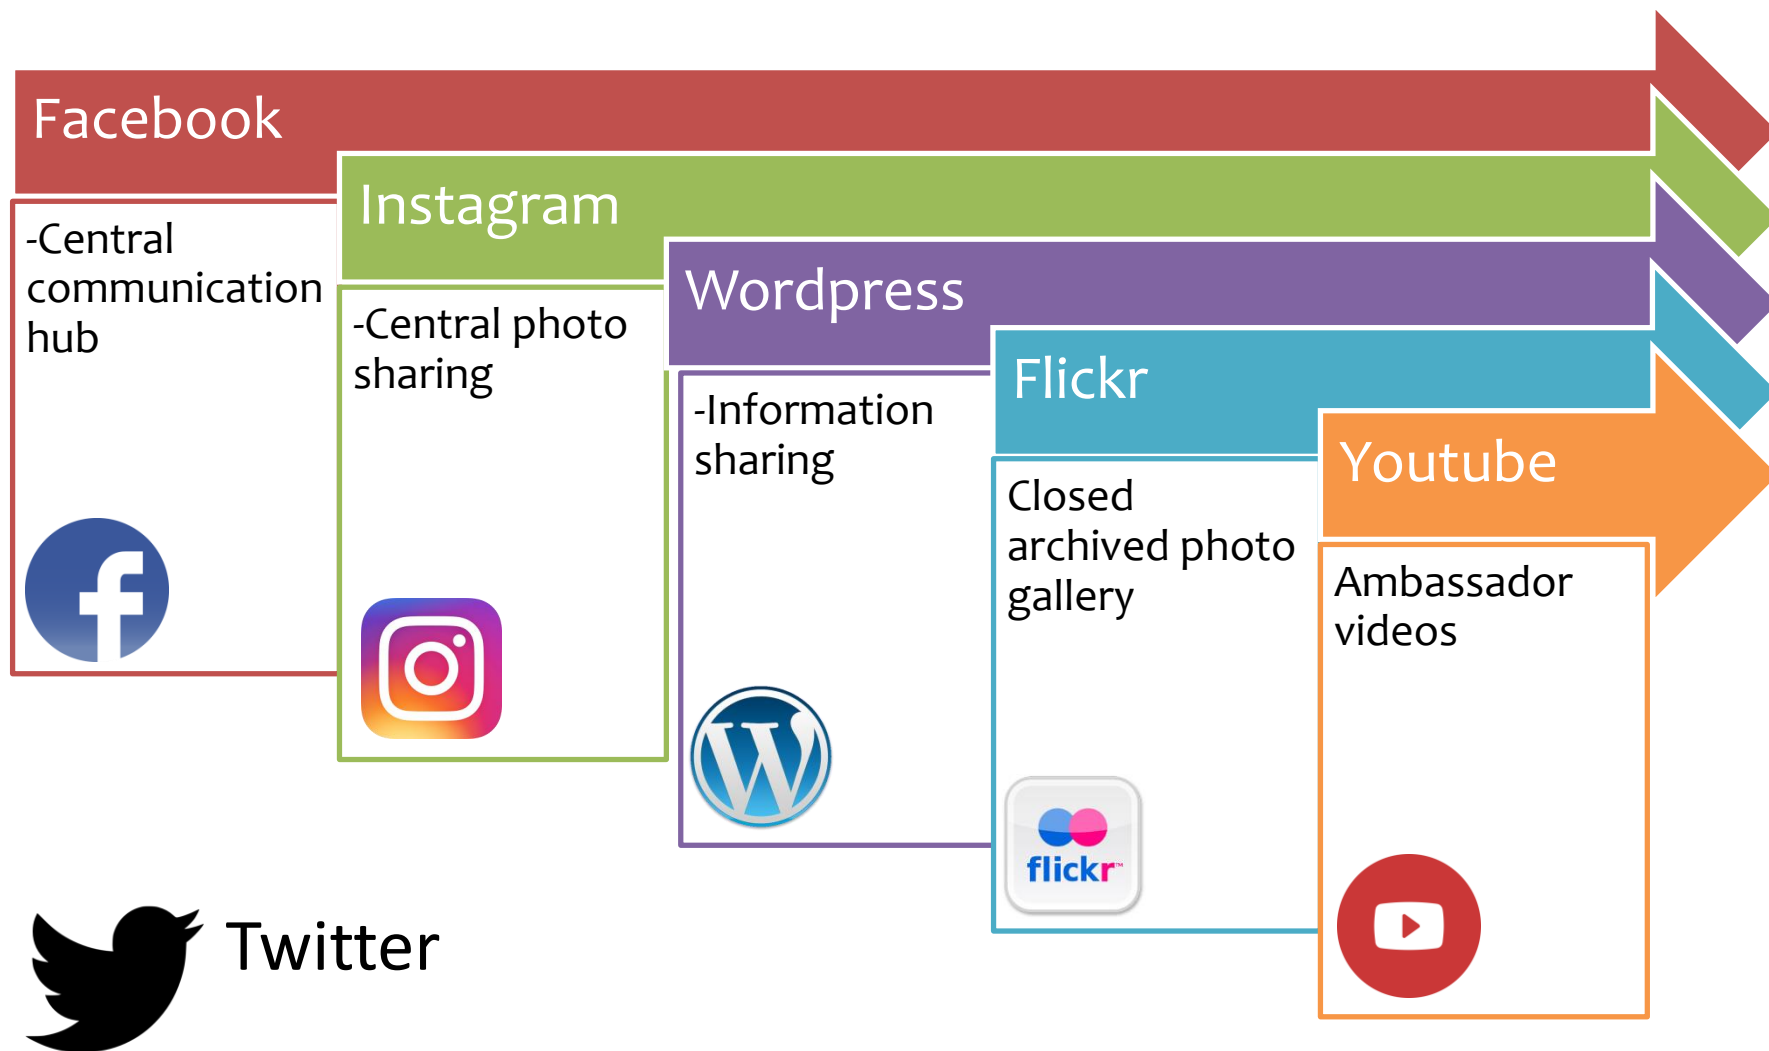 Facebook
-Central
communication
hub
Instagram
-Central photo
sharing
Wordpress
-Information
sharing
Flickr
Closed
archived photo
gallery
flickr™
Youtube
Ambassador
videos
Twitter